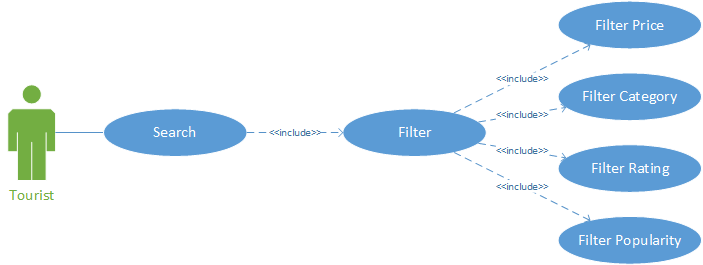 Filter Price
<<include>>
Filter Category
<<include>>
Search
<<include>>
Filter
<<include>>
Filter Rating
<<include>>
Tourist
Filter Popularity